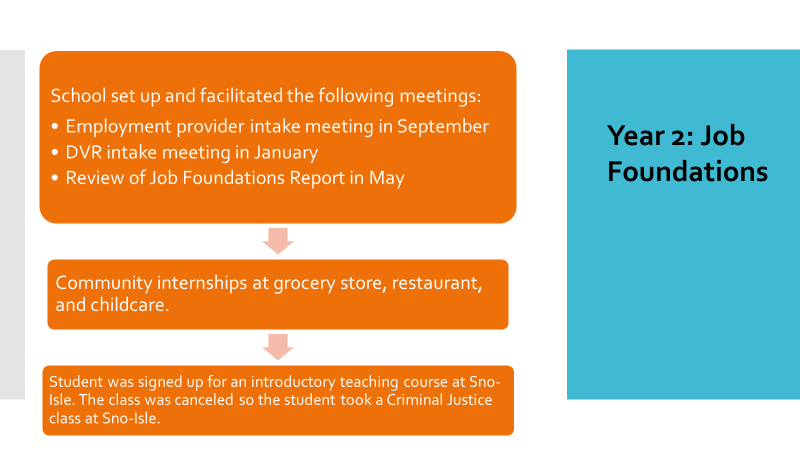 School set up and facilitated the following meetings:
• Employment provider intake meeting in September
• DVR intake meeting in January
• Review of Job Foundations Report in May
Community internships at grocery store, restaurant,
and childcare.
Student was signed up for an introductory teaching course at Sno-
Isle. The class was canceled so the student took a Criminal Justice
class at Sno-Isle.
Year 2: Job
Foundations